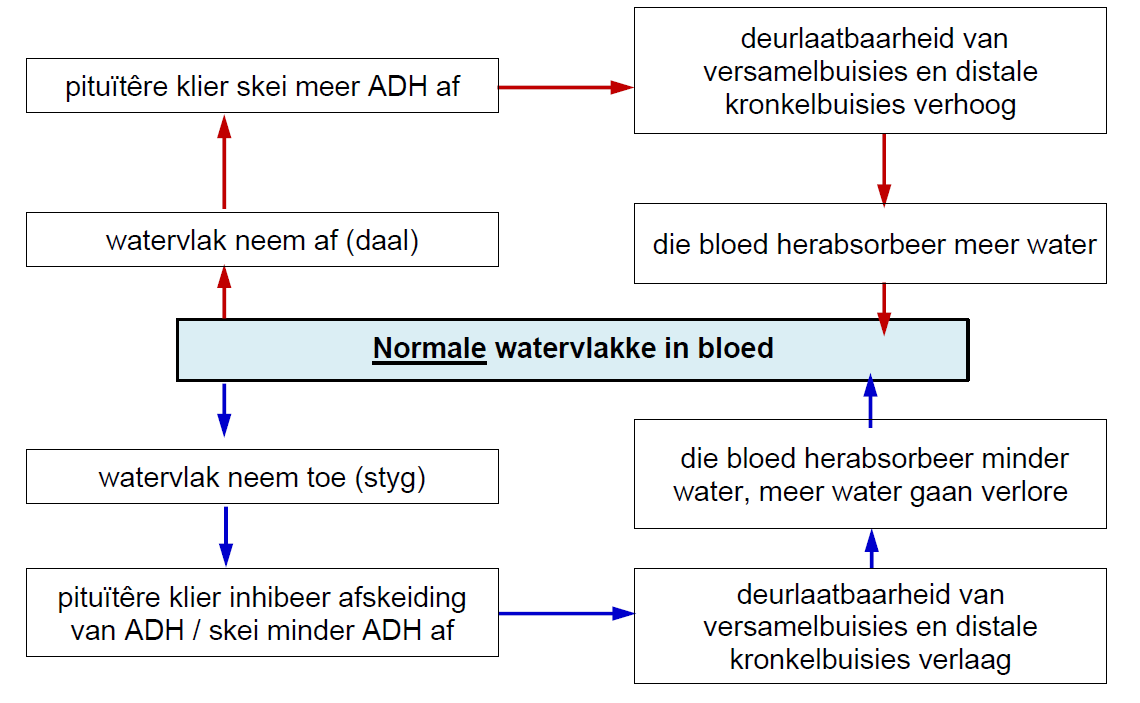 pituïtêre klier skei meer ADH af
deurlaatbaarheid van
versamelbuisies en distale
kronkelbuisies verhoog
watervlak neem af (daal)
die bloed herabsorbeer meer water
Normale watervlakke in bloed
watervlak neem toe (styg)
die bloed herabsorbeer minder
water, meer water gaan verlore
pituïtêre klier inhibeer afskeiding
van ADH / skei minder ADH af
deurlaatbaarheid van
versamelbuisies en distale
kronkelbuisies verlaag